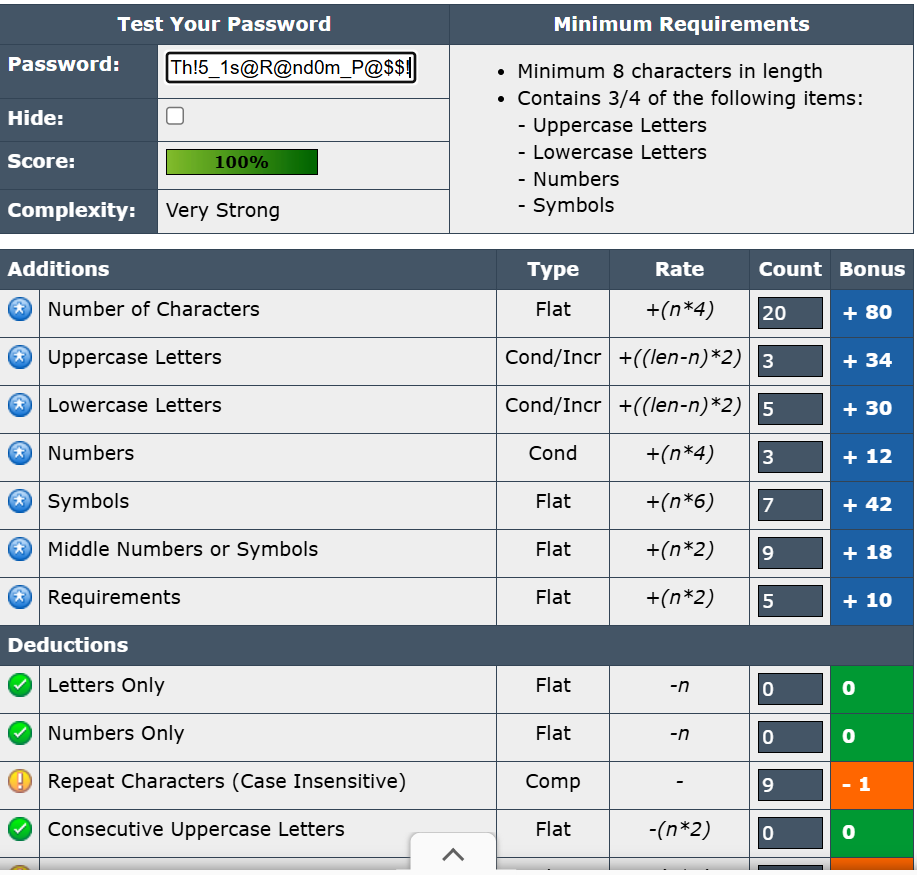 Test Your Password
Minimum Requirements
Password:
Th!5_1s@R@nd0m_P@$$!
Hide:
Score:
100%
Complexity:
Very Strong
• Minimum 8 characters in length
• Contains 3/4 of the following items:
- Uppercase Letters
- Lowercase Letters
- Numbers
- Symbols
Additions Type Rate Count Bonus
Number of Characters Flat +(n*4) 20 + 80
Uppercase Letters Cond/Incr +((len-n)*2) 3 + 34
Lowercase Letters Cond/Incr +((len-n)*2) 5 + 30
Numbers Cond +(n*4) 3 + 12
Symbols Flat +(n*6) 7 + 42
Middle Numbers or Symbols Flat +(n*2) 9 + 18
Requirements Flat +(n*2) 5 + 10
Deductions
Letters Only Flat -n 0 0
Numbers Only Flat -n 0 0
Repeat Characters (Case Insensitive) Comp - 9 - 1
Consecutive Uppercase Letters Flat -(n*2) 0 0